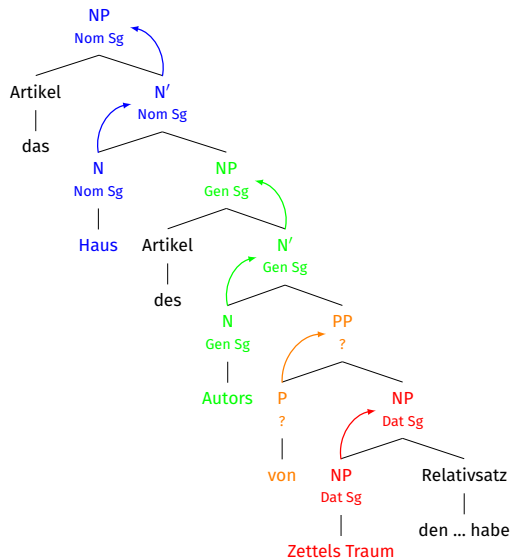 NP
Nom Sg
Artikel N′
das Nom Sg
N NP
Nom Sg Gen Sg
Haus Artikel N′
des Gen Sg
N PP
Gen Sg ?
Autors P NP
? Dat Sg
von NP Relativsatz
Dat Sg
den ... habe
Zettels Traum